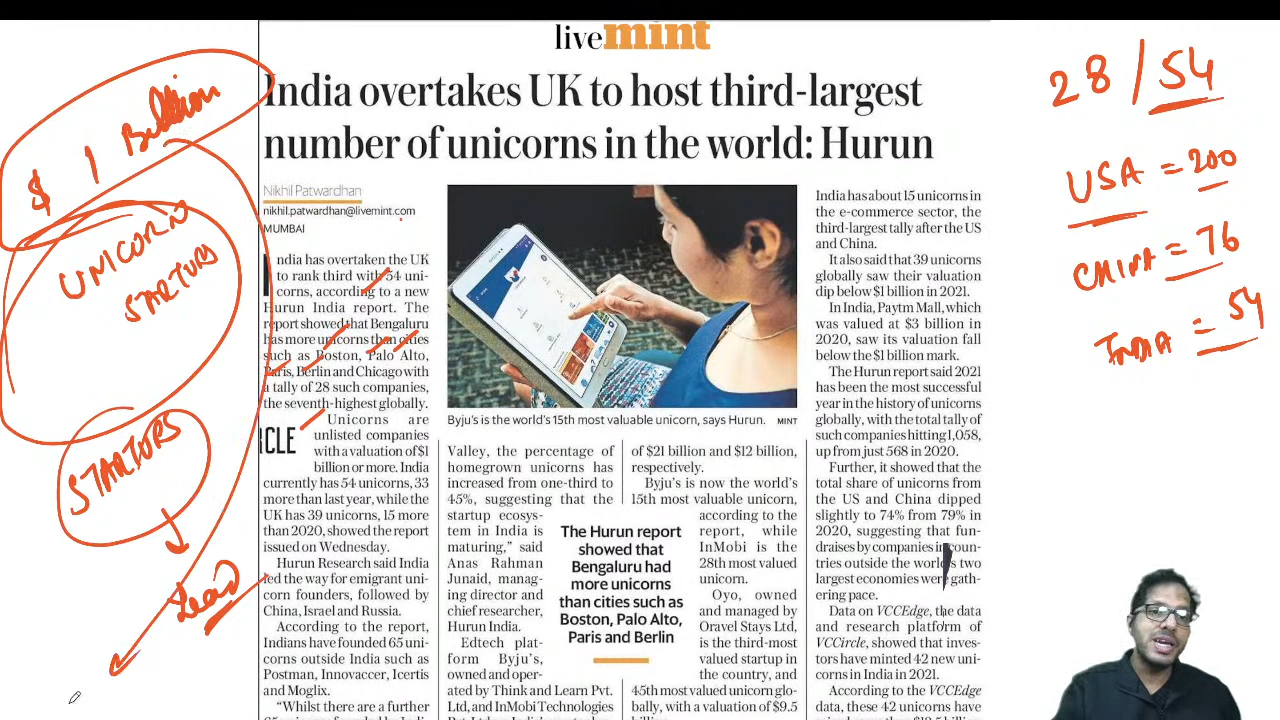 livemint
India overtakes UK to host third-largest
number of unicorns in the world: Hurun
Nikhil Patwardhan
nikhil.patwardhan@livemint.com
MUMBAI
India has overtaken the UK
to rank third with 54 uni-
corns, according to a new
Hurun India report. The
report showed that Bengaluru
has more unicorns than cities
such as Boston, Palo Alto,
Paris, Berlin and Chicago with
a tally of 28 such companies,
the seventh-highest globally.
Unicorns are
unlisted companies
with a valuation of $1
billion or more. India
currently has 54 unicorns, 33
more than last year, while the
UK has 39 unicorns, 15 more
than 2020, showed the report
issued on Wednesday.
Hurun Research said India
led the way for emigrant uni-
corn founders, followed by
China, Israel and Russia.
According to the report,
Indians have founded 65 uni-
corns outside India such as
Postman, Innovaccer, Icertis
and Moglix.
"Whilst there are a further
RCLE
Byju's is the world's 15th most valuable unicorn, says Hurun. MINT
Valley, the percentage of
homegrown unicorns has
increased from one-third to
45%, suggesting that the
startup ecosys-
tem in India is
maturing," said
Anas Rahman
Junaid, manag-
ing director and
chief researcher,
Hurun India.
Edtech plat-
form Byju's,
owned and oper-
ated by Think and Learn Pvt.
Ltd, and InMobi Technologies
The Hurun report
showed that
Bengaluru had
more unicorns
than cities such as
Boston, Palo Alto,
Paris and Berlin
of $21 billion and $12 billion,
respectively.
Byju's is now the world's
15th most valuable unicorn,
according to the
report, while
InMobi is the
28th most valued
unicorn.
Oyo, owned
and managed by
Oravel Stays Ltd,
is the third-most
valued startup in
the country, and
45th most valued unicorn glo-
bally, with a valuation of $9.5
India has about 15 unicorns in
the e-commerce sector, the
third-largest tally after the US
and China.
It also said that 39 unicorns
globally saw their valuation
dip below $1 billion in 2021.
In India, Paytm Mall, which
was valued at $3 billion in
2020, saw its valuation fall
below the $1 billion mark.
The Hurun report said 2021
has been the most successful
year in the history of unicorns
globally, with the total tally of
such companies hitting 1,058,
up from just 568 in 2020.
Further, it showed that the
total share of unicorns from
the US and China dipped
slightly to 74% from 79% in
2020, suggesting that fun-
draises by companies in coun-
tries outside the world's two
largest economies were gath-
ering pace.
Data on VCCEdge, the data
and research platform of
VCCircle, showed that inves-
tors have minted 42 new uni-
corns in India in 2021.
According to the VCCEdge
data, these 42 unicorns have
$ 1 Billion
UNICORN
STARTUPS
STARTUPS
Lead
28 / 54
USA = 200
CHINA = 76
INDIA = 54